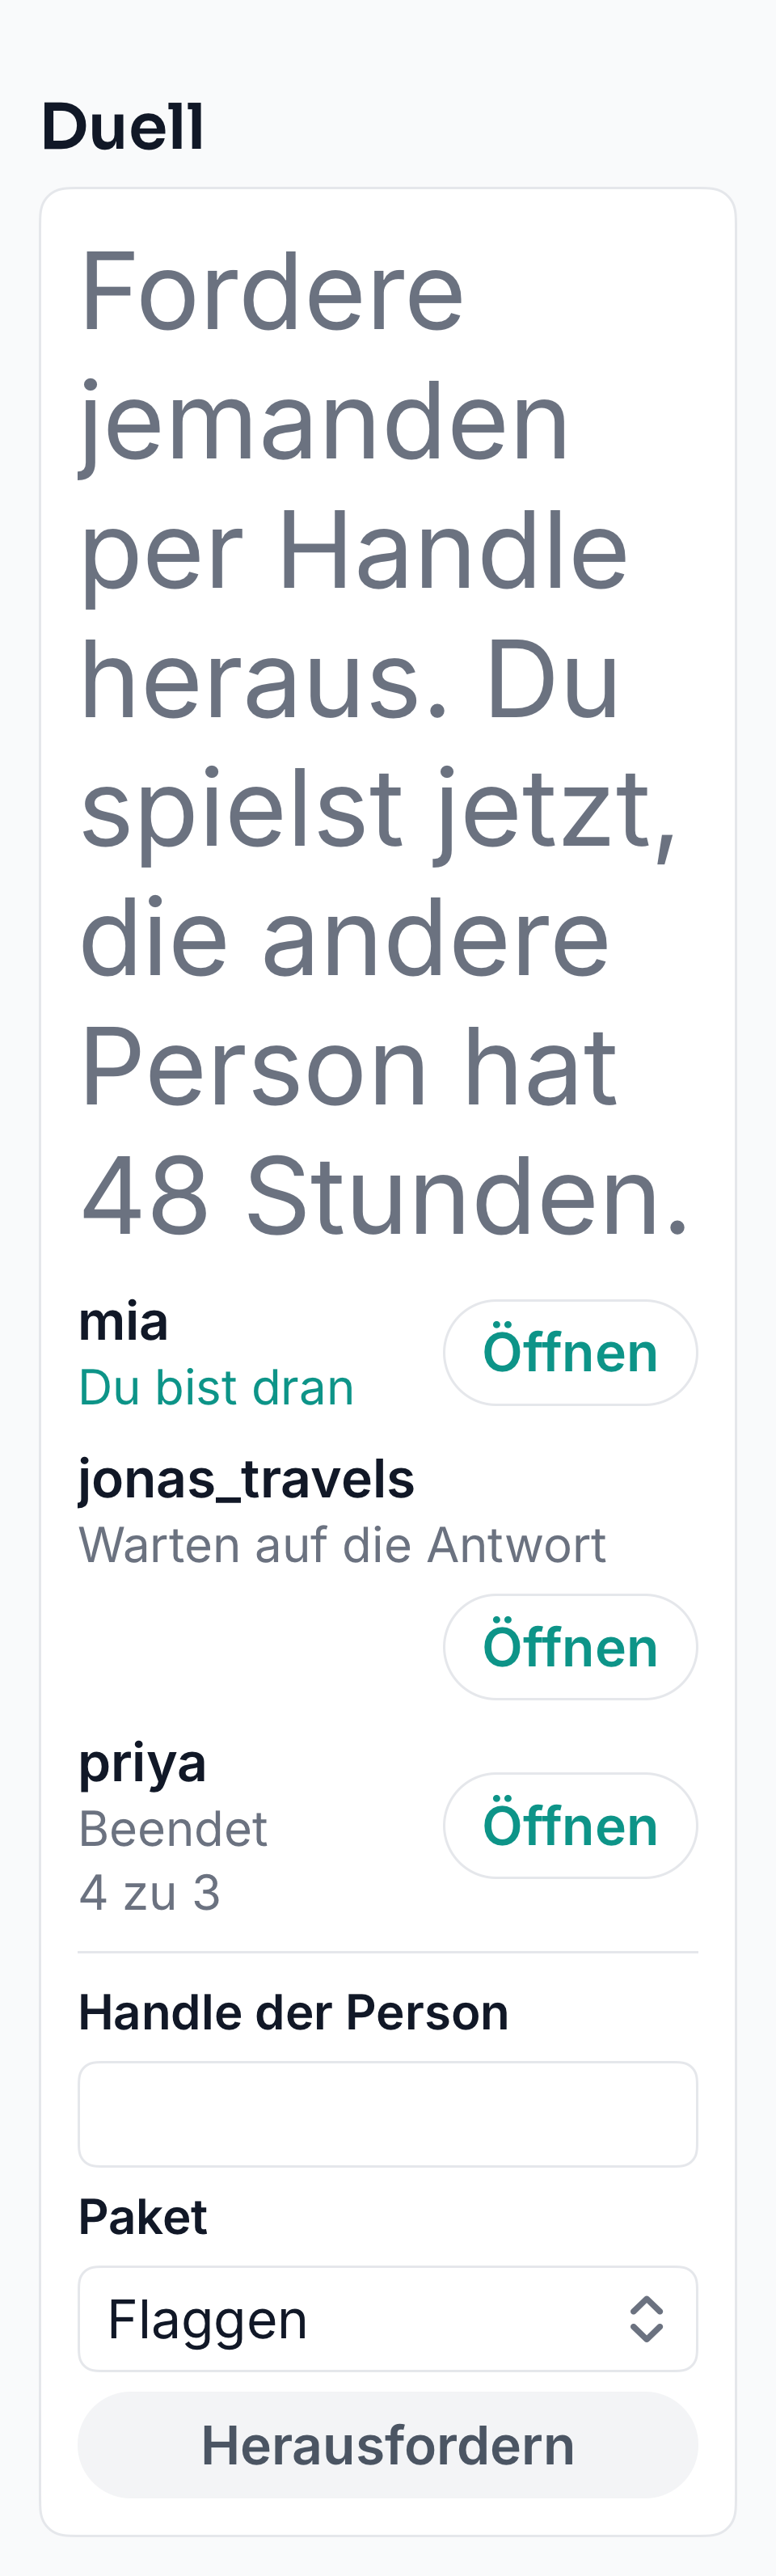 Duell
Fordere
jemanden
per Handle
heraus. Du
spielst jetzt,
die andere
Person hat
48 Stunden.
mia
Du bist dran
Öffnen
jonas_travels
Warten auf die Antwort
Öffnen
priya
Beendet
4 zu 3
Öffnen
Handle der Person
Paket
Flaggen
Herausfordern